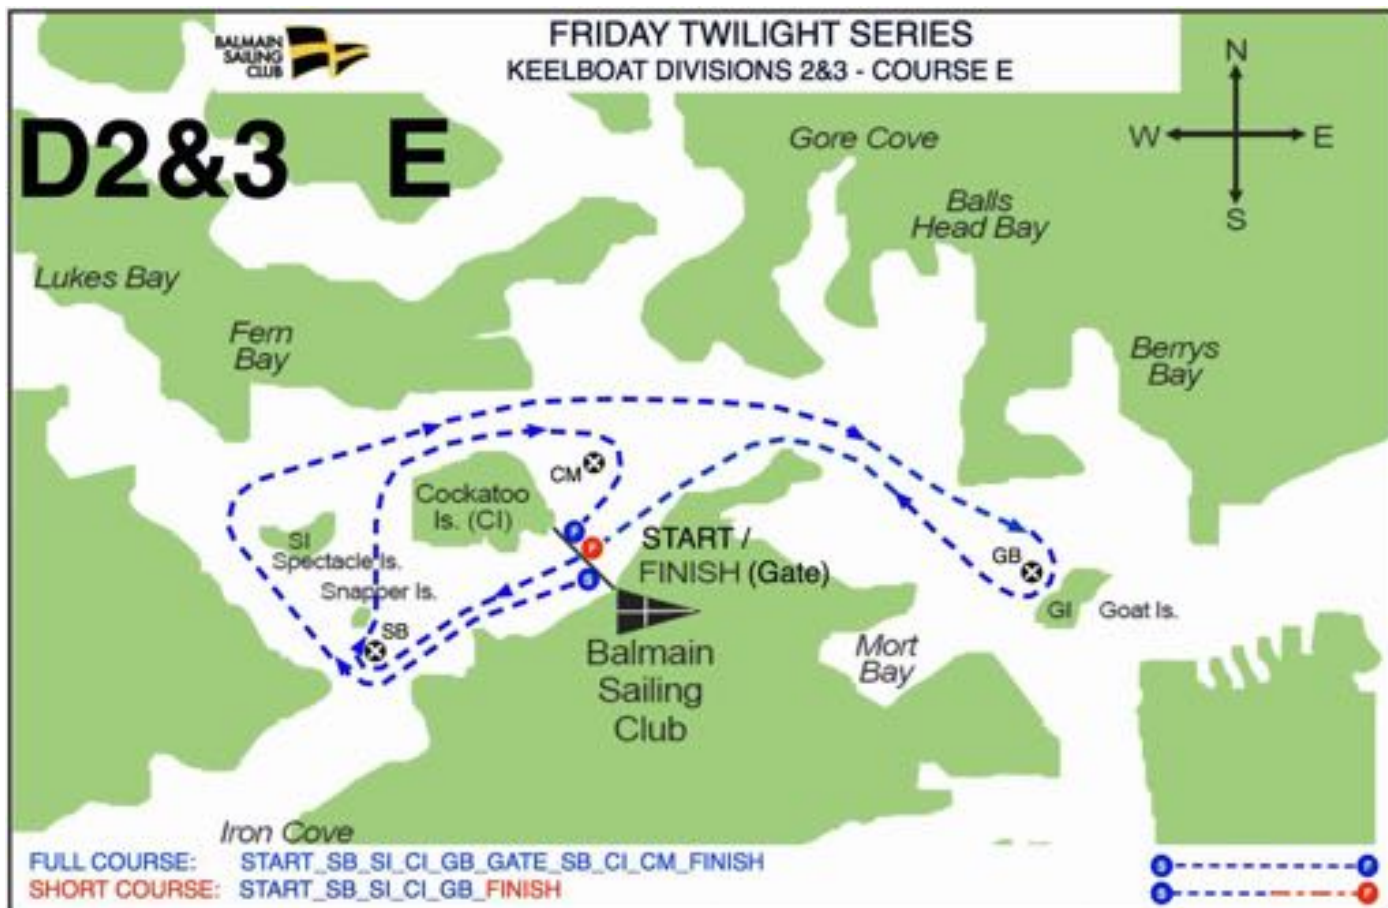 BALMAIN
SAILING
CLUB
FRIDAY TWILIGHT SERIES
KEELBOAT DIVISIONS 2&3 - COURSE E
D2&3 E
N
W E
S
Gore Cove
Balls
Head Bay
Lukes Bay
Fern
Bay
Berrys
Bay
CM
Cockatoo
Is. (CI)
SI
Spectacle Is.
Snapper Is.
SB
F
F
S
START /
FINISH (Gate)
GB
GI Goat Is.
Balmain
Sailing
Club
Mort
Bay
Iron Cove
FULL COURSE: START_SB_SI_CI_GB_GATE_SB_CI_CM_FINISH
SHORT COURSE: START_SB_SI_CI_GB_FINISH
S F
S F